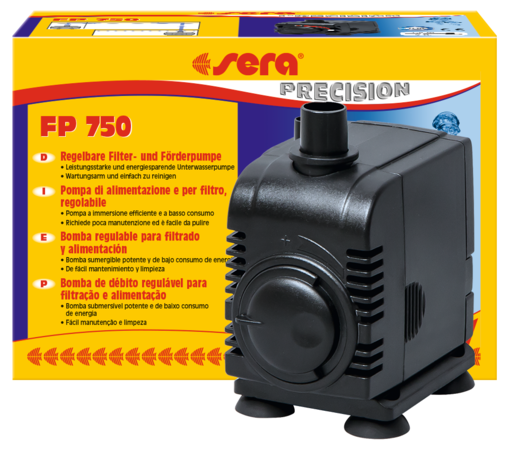 FP 750
sera
PRECISION
FP 750
D Regelbare Filter- und Förderpumpe
• Leistungsstarke und energiesparende Unterwasserpumpe
• Wartungsarm und einfach zu reinigen
I Pompa di alimentazione e per filtro,
regolabile
• Pompa a immersione efficiente e a basso consumo
• Richiede poca manutenzione ed è facile da pulire
E Bomba regulable para filtrado
y alimentación
• Bomba sumergible potente y de bajo consumo de
• De fácil mantenimiento y limpieza
P Bomba de débito regulável para
filtração e alimentação
• Bomba submersível potente e de baixo consumo
de energia
• Fácil manutenção e limpeza